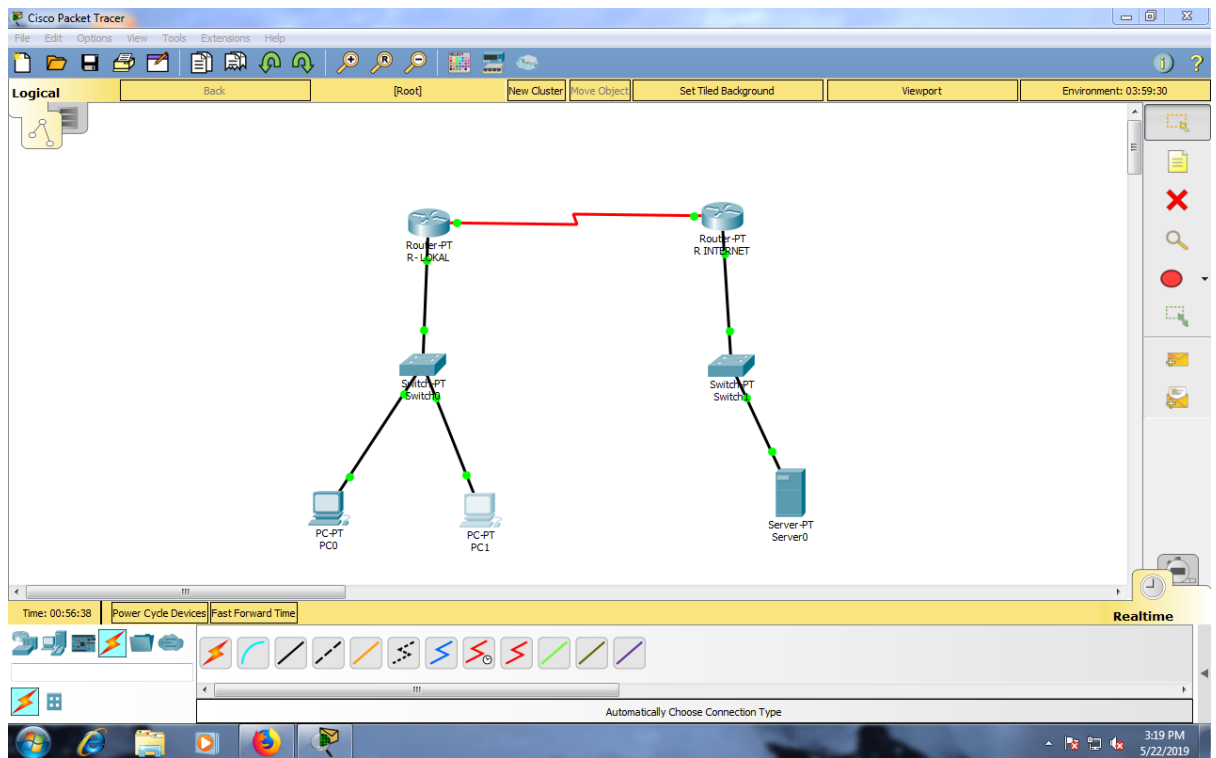 Cisco Packet Tracer
File Edit Options View Tools Extensions Help
Logical
Back
[Root]
New Cluster
Move Object
Set Tiled Background
Viewport
Environment: 03:59:30
Router-PT
R- LOKAL
Router-PT
R INTERNET
Switch-PT
Switch0
Switch-PT
Switch1
PC-PT
PC0
PC-PT
PC1
Server-PT
Server0
Time: 00:56:38
Power Cycle Devices
Fast Forward Time
Realtime
Automatically Choose Connection Type
3:19 PM
5/22/2019